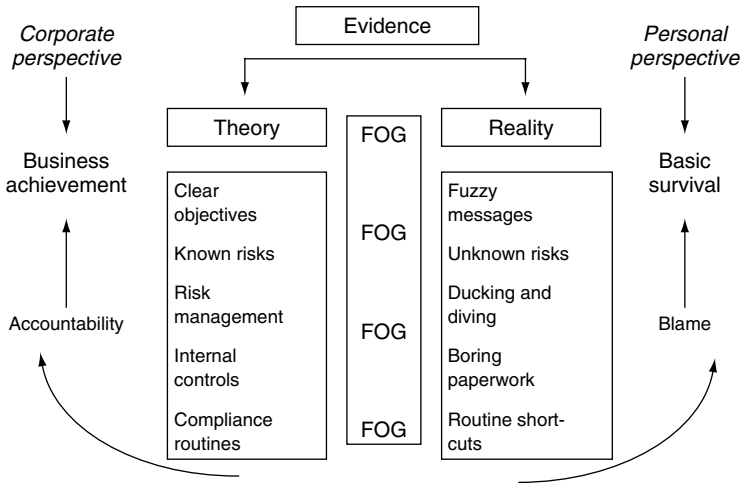 Corporate
perspective
Evidence
Personal
perspective
Theory
FOG
Reality
Business
achievement
Basic
survival
Clear
objectives
Known risks
Risk
management
Internal
controls
Compliance
routines
FOG
FOG
FOG
Fuzzy
messages
Unknown risks
Ducking and
diving
Boring
paperwork
Routine short-
cuts
Accountability
Blame